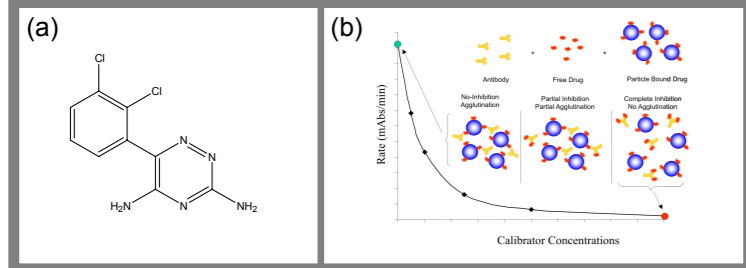 (a)
Cl
Cl
N
N
N
H₂N
NH₂
(b)
Rate (mAbs/min)
Antibody
+
Free Drug
+
Particle Bound Drug
No-Inhibition
Agglutination
Partial Inhibition
Partial Agglutination
Complete Inhibition
No Agglutination
Calibrator Concentrations